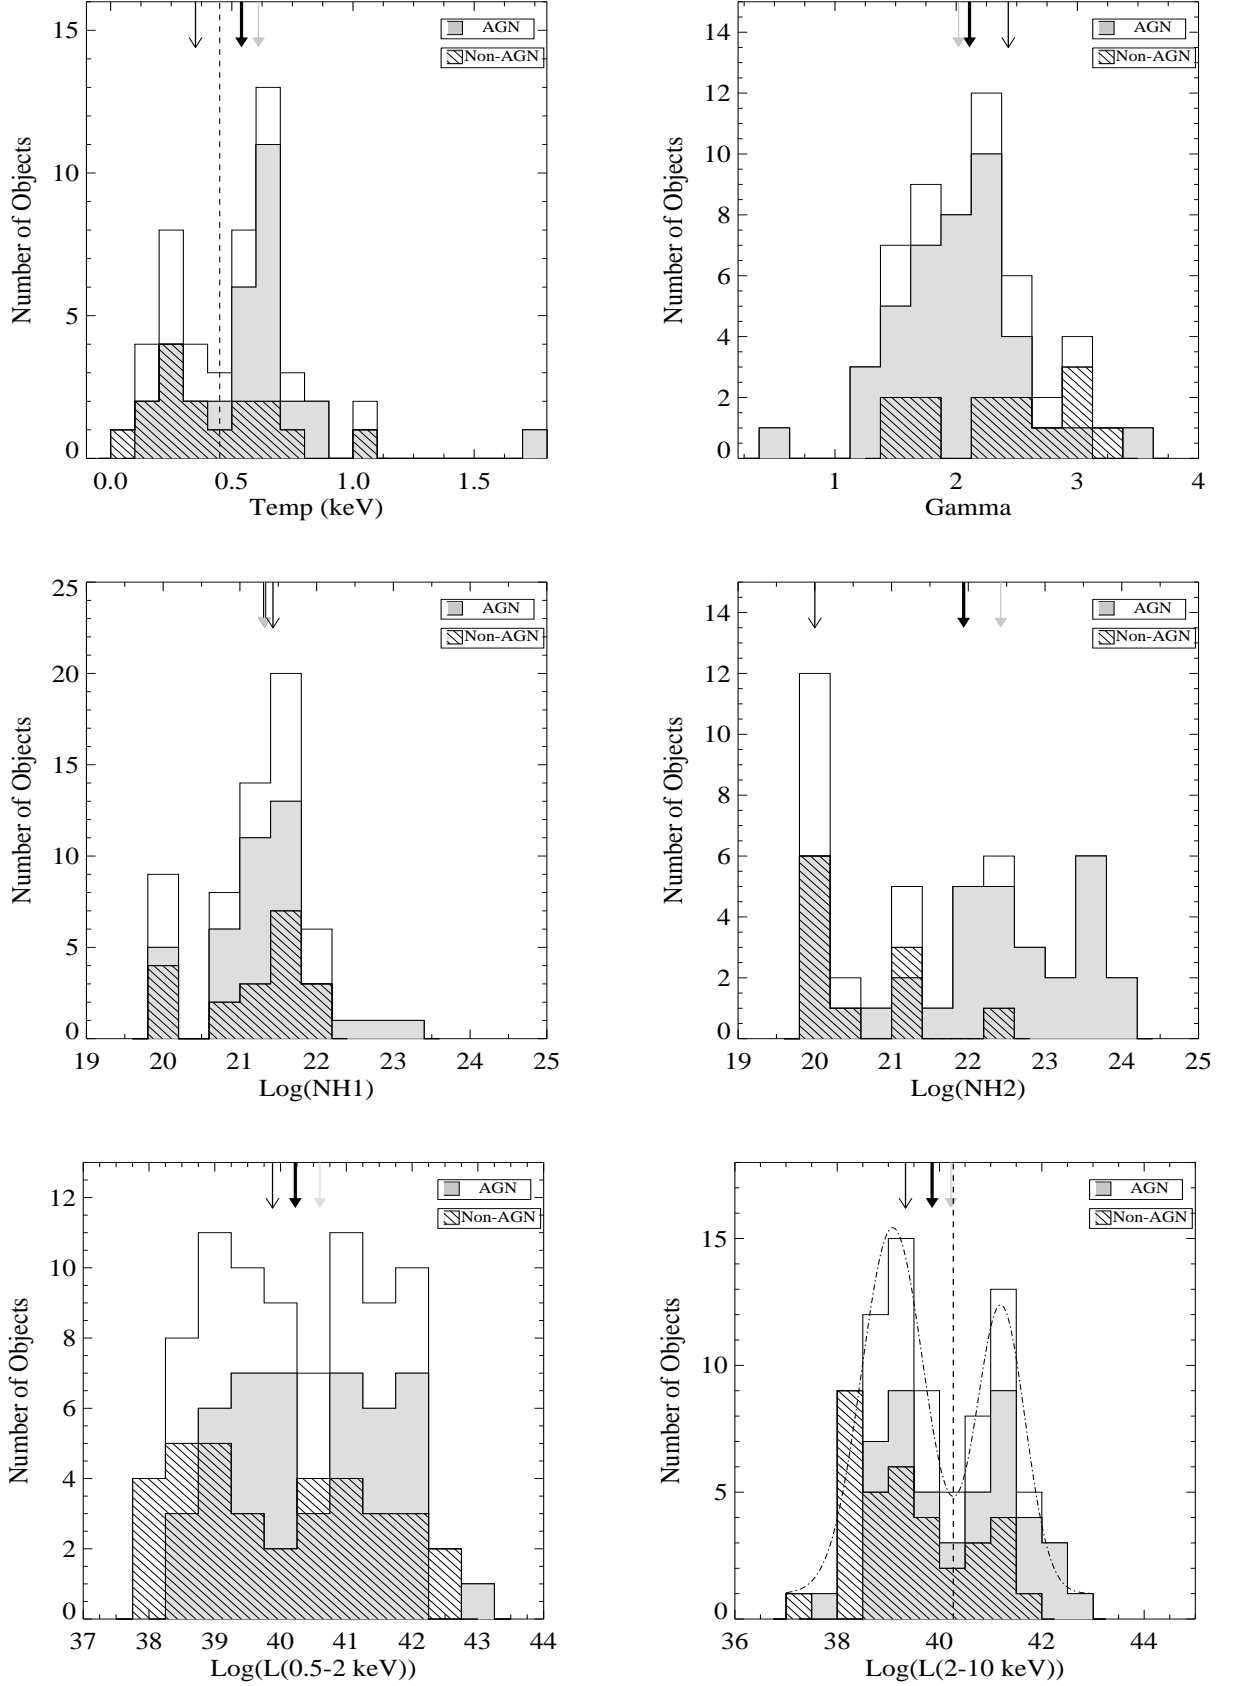 15
10
5
0
Number of Objects
AGN
Non-AGN
0.0 0.5 1.0 1.5
Temp (keV)
14
12
10
8
6
4
2
0
Number of Objects
AGN
Non-AGN
1 2 3 4
Gamma
25
20
15
10
5
0
Number of Objects
AGN
Non-AGN
19 20 21 22 23 24 25
Log(NH1)
14
12
10
8
6
4
2
0
Number of Objects
AGN
Non-AGN
19 20 21 22 23 24 25
Log(NH2)
12
10
8
6
4
2
0
Number of Objects
AGN
Non-AGN
37 38 39 40 41 42 43 44
Log(L(0.5-2 keV))
15
10
5
0
Number of Objects
AGN
Non-AGN
36 38 40 42 44
Log(L(2-10 keV))